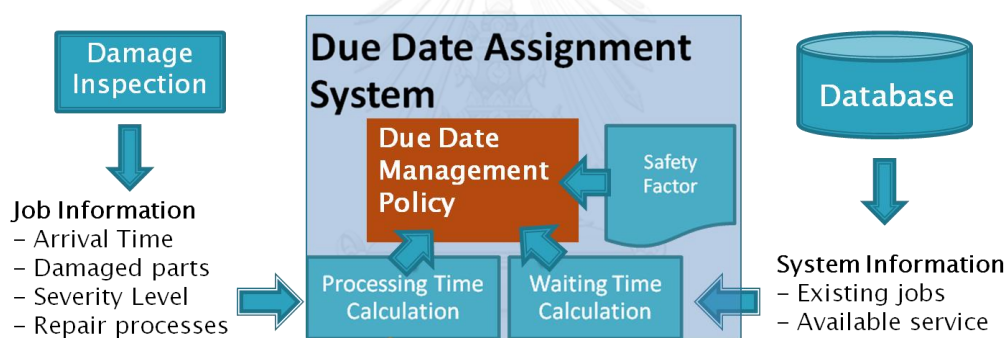 Damage
Inspection
Job Information
– Arrival Time
– Damaged parts
– Severity Level
– Repair processes
Due Date Assignment
System
Due Date
Management
Policy
Safety
Factor
Processing Time
Calculation
Waiting Time
Calculation
Database
System Information
– Existing jobs
– Available service